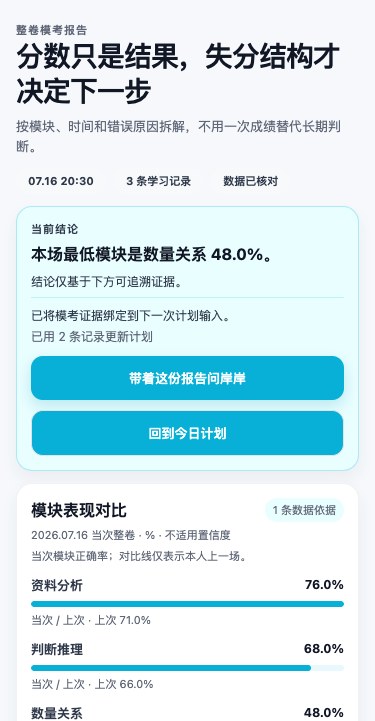 整卷模考报告
分数只是结果，失分结构才
决定下一步
按模块、时间和错误原因拆解，不用一次成绩替代长期判
断。
07.16 20:30 3 条学习记录 数据已核对
当前结论
本场最低模块是数量关系 48.0%。
结论仅基于下方可追溯证据。
已将模考证据绑定到下一次计划输入。
已用 2 条记录更新计划
带着这份报告问岸岸
回到今日计划
模块表现对比 1 条数据依据
2026.07.16 当次整卷 · % · 不适用置信度
当次模块正确率；对比线仅表示本人上一场。
资料分析 76.0%
当次 / 上次 · 上次 71.0%
判断推理 68.0%
当次 / 上次 · 上次 66.0%
数量关系 48.0%